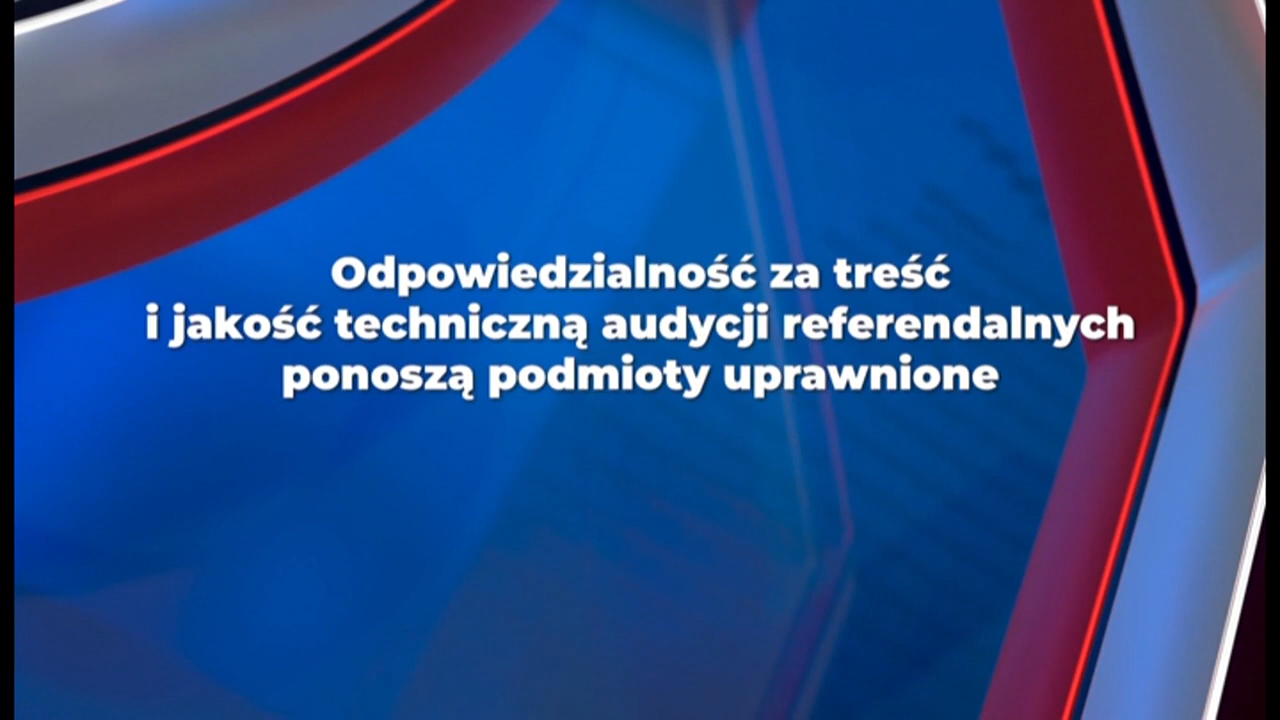 Odpowiedzialność za treść
i jakość techniczną audycji referendalnych
ponoszą podmioty uprawnione